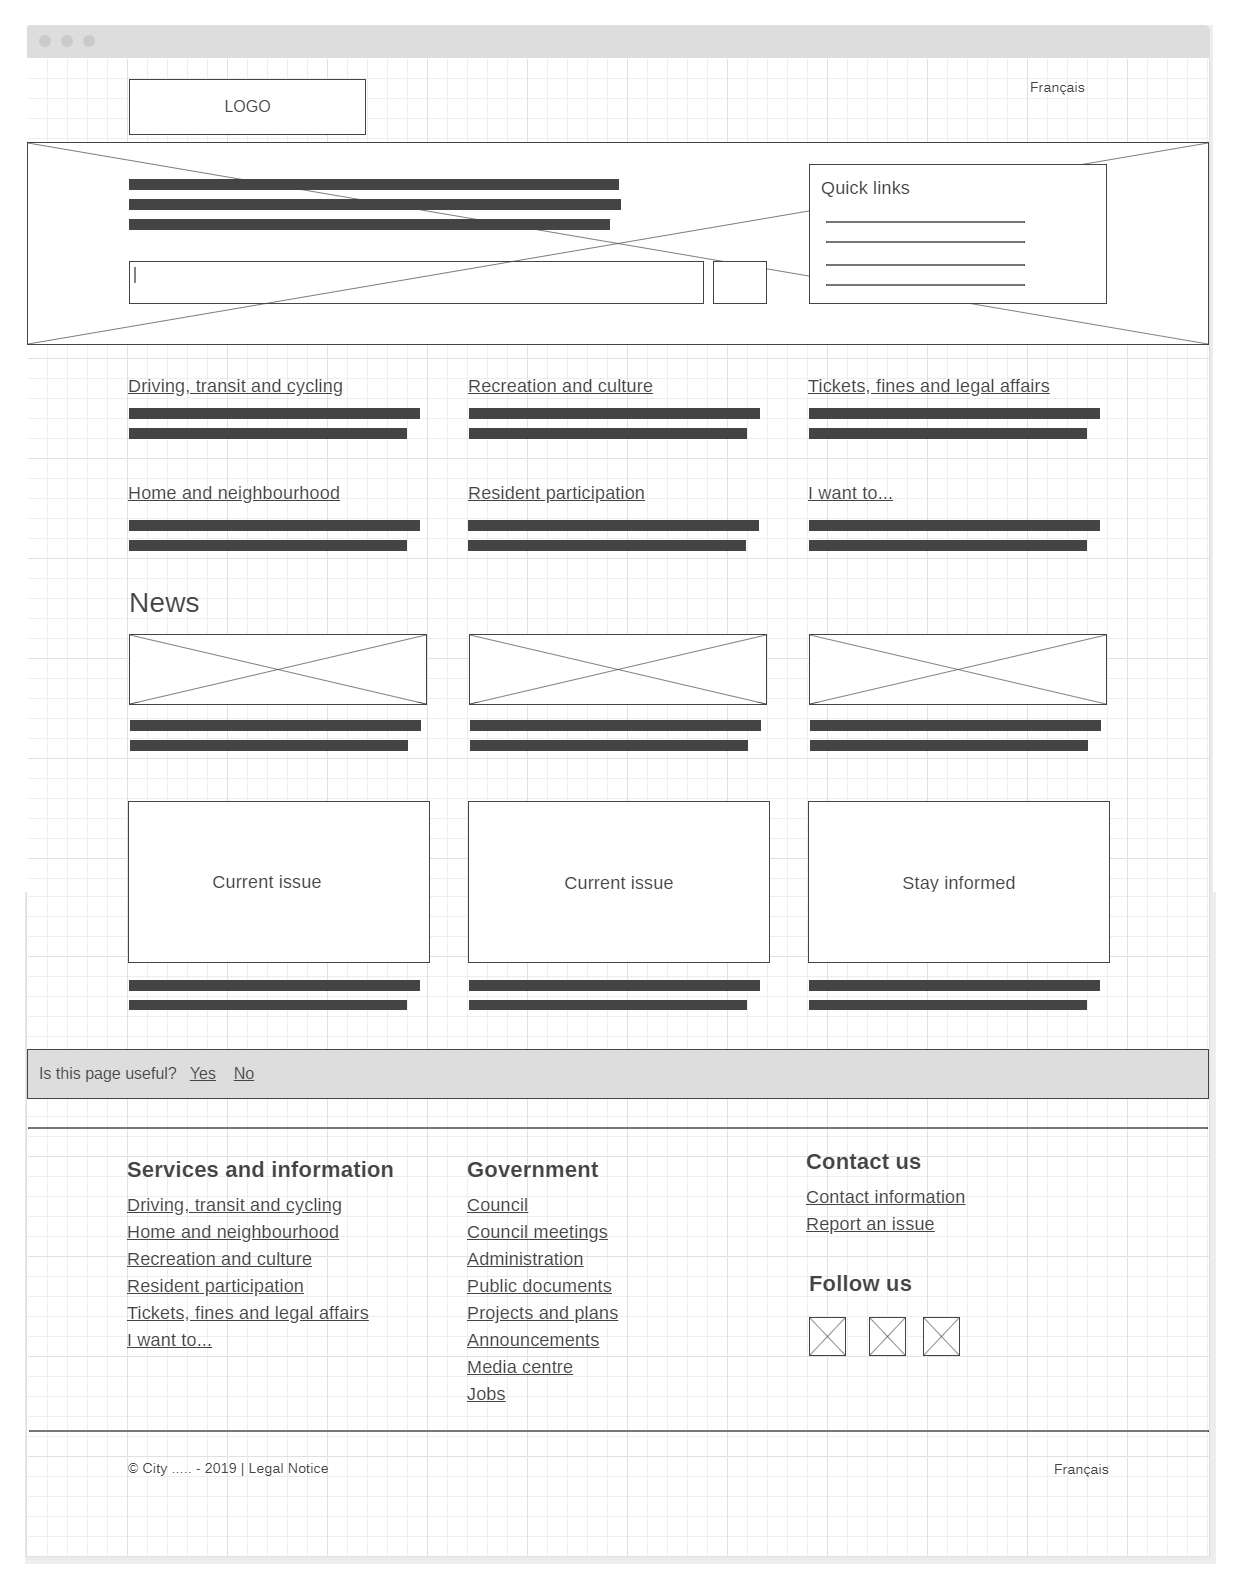 LOGO
Français
Quick links
Driving, transit and cycling
Recreation and culture
Tickets, fines and legal affairs
Home and neighbourhood
Resident participation
I want to...
News
Current issue
Current issue
Stay informed
Is this page useful? Yes No
Services and information
Driving, transit and cycling
Home and neighbourhood
Recreation and culture
Resident participation
Tickets, fines and legal affairs
I want to...
Government
Council
Council meetings
Administration
Public documents
Projects and plans
Announcements
Media centre
Jobs
Contact us
Contact information
Report an issue
Follow us
© City ..... - 2019 | Legal Notice
Français